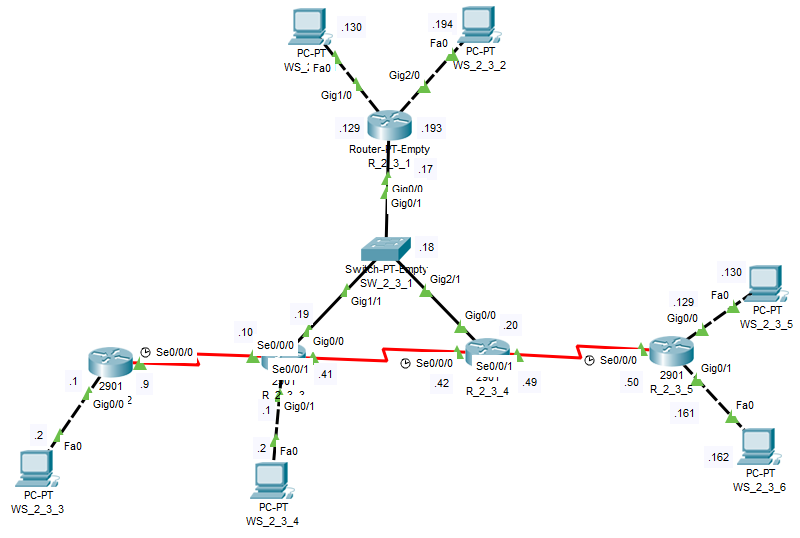 .130
.194
Fa0
PC-PT
PC-PT
WS_2_3_2
Fa0
Gig2/0
Gig1/0
.129
.193
Router-PT-Empty
R_2_3_1
.17
Gig0/0
Gig0/1
.18
Switch-PT-Empty
SW_2_3_1
Gig2/1
Gig1/1
.130
.129
Fa0
Gig0/0
PC-PT
WS_2_3_5
.19
.10
Gig0/0
Se0/0/0
Gig0/0
.20
Se0/0/0
Se0/0/1
.41
Se0/0/0
Se0/0/1
Se0/0/0
.1
2901
.9
Gig0/0
.42
R_2_3_4
.49
.50
2901
R_2_3_5
Gig0/1
.161
Fa0
.1
Gig0/1
.2
Fa0
.2
Fa0
.162
PC-PT
WS_2_3_6
PC-PT
WS_2_3_3
PC-PT
WS_2_3_4